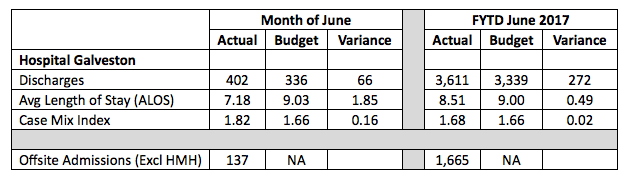 Month of June FYTD June 2017
Actual Budget Variance Actual Budget Variance
Hospital Galveston
Discharges 402 336 66 3,611 3,339 272
Avg Length of Stay (ALOS) 7.18 9.03 1.85 8.51 9.00 0.49
Case Mix Index 1.82 1.66 0.16 1.68 1.66 0.02
Offsite Admissions (Excl HMH) 137 NA 1,665 NA